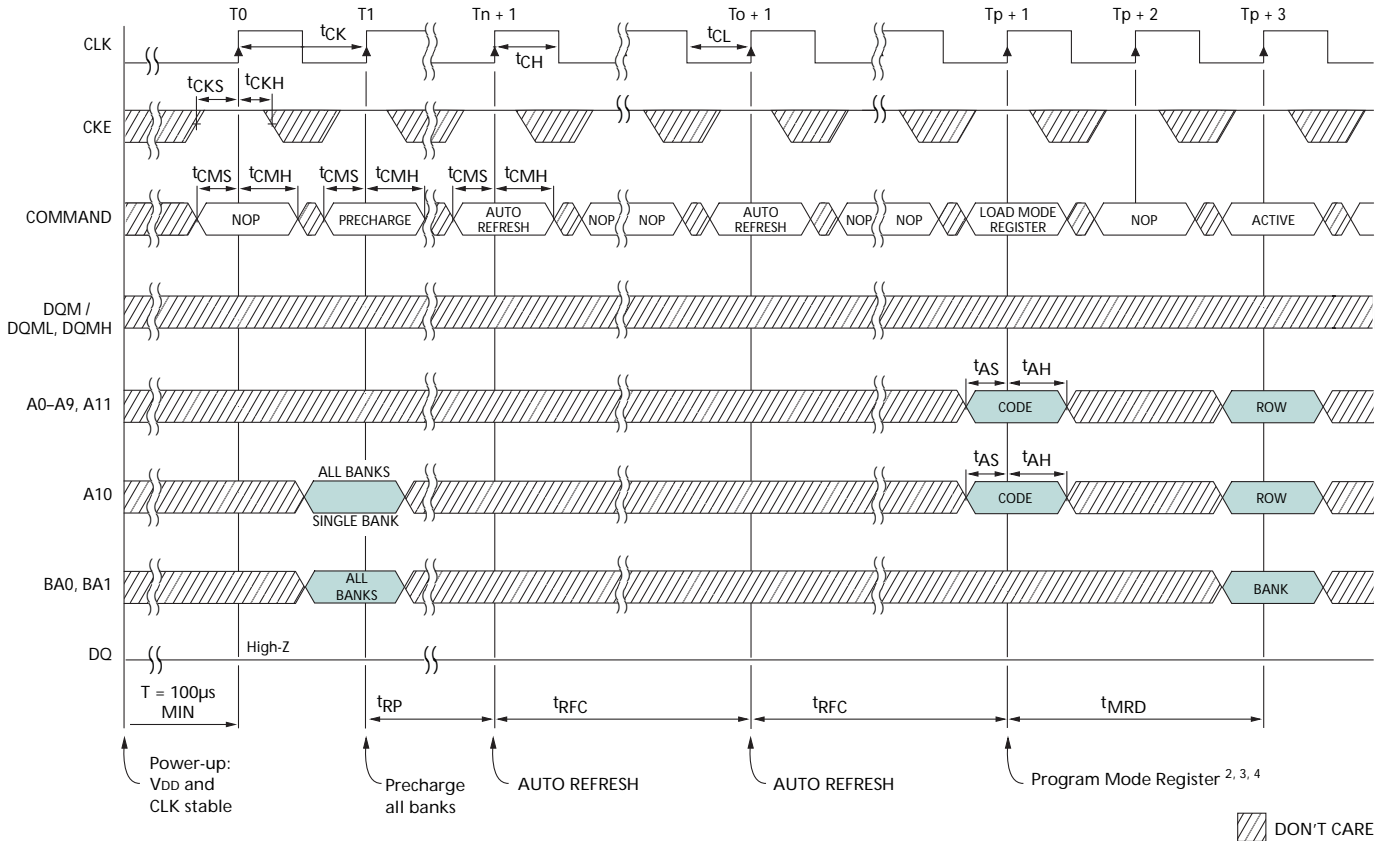 T0 T1 Tn + 1 To + 1 Tp + 1 Tp + 2 Tp + 3
CLK
tCK
tCH
tCL
tCKS tCKH
CKE
tCMS tCMH tCMS tCMH tCMS tCMH
COMMAND
NOP
PRECHARGE
AUTO
REFRESH
NOP
NOP
AUTO
REFRESH
NOP
NOP
LOAD MODE
REGISTER
NOP
ACTIVE
DQM /
DQML, DQMH
tAS tAH
A0–A9, A11
CODE
ROW
ALL BANKS
tAS tAH
A10
CODE
ROW
SINGLE BANK
BA0, BA1
ALL
BANKS
BANK
DQ
High-Z
T = 100µs
MIN
tRP
tRFC
tRFC
tMRD
Power-up:
VDD and
CLK stable
Precharge
all banks
AUTO REFRESH
AUTO REFRESH
Program Mode Register 2, 3, 4
DON'T CARE